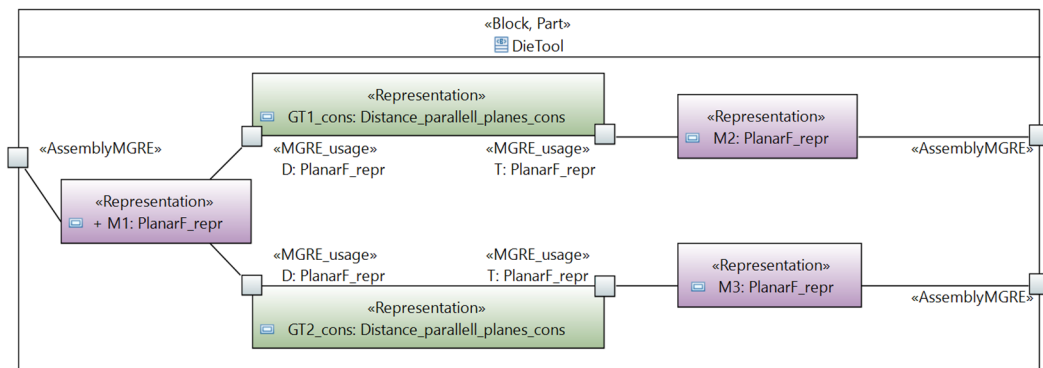 «Block, Part»
DieTool
«Representation»
GT1_cons: Distance_parallell_planes_cons
«Representation»
M2: PlanarF_repr
«AssemblyMGRE»
«MGRE_usage»
D: PlanarF_repr
«MGRE_usage»
T: PlanarF_repr
«AssemblyMGRE»
«Representation»
+ M1: PlanarF_repr
«MGRE_usage»
D: PlanarF_repr
«MGRE_usage»
T: PlanarF_repr
«Representation»
M3: PlanarF_repr
«AssemblyMGRE»
«Representation»
GT2_cons: Distance_parallell_planes_cons